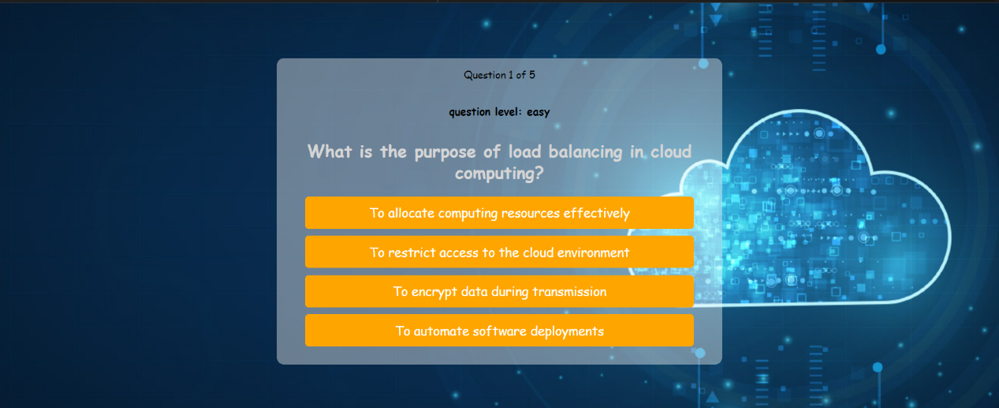 Question 1 of 5
question level: easy
What is the purpose of load balancing in cloud
computing?
To allocate computing resources effectively
To restrict access to the cloud environment
To encrypt data during transmission
To automate software deployments